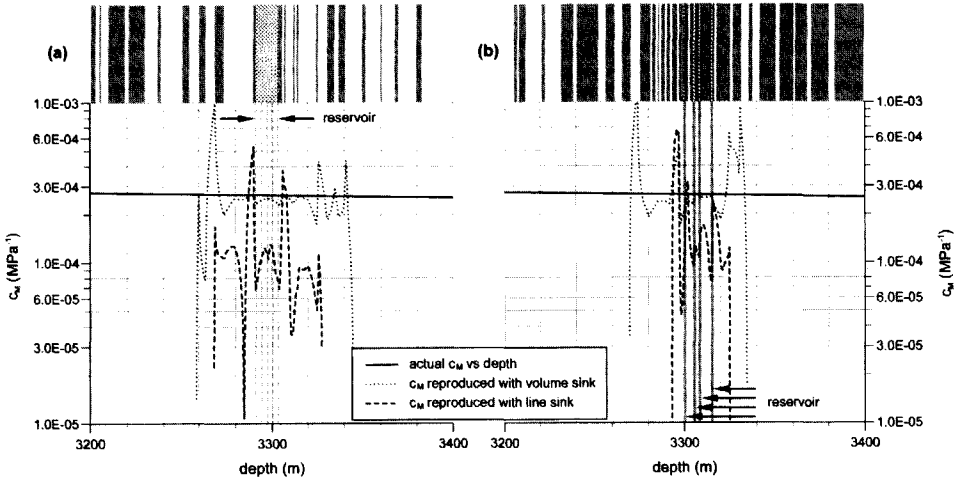 (a)
(b)
1.0E-03
6.0E-04
3.0E-04
1.0E-04
6.0E-05
3.0E-05
1.0E-05
cM (MPa-1)
reservoir
3200
3300
3400
depth (m)
actual cM vs depth
cM reproduced with volume sink
cM reproduced with line sink
1.0E-03
6.0E-04
3.0E-04
1.0E-04
6.0E-05
3.0E-05
1.0E-05
cM (MPa-1)
reservoir
3200
3300
3400
depth (m)